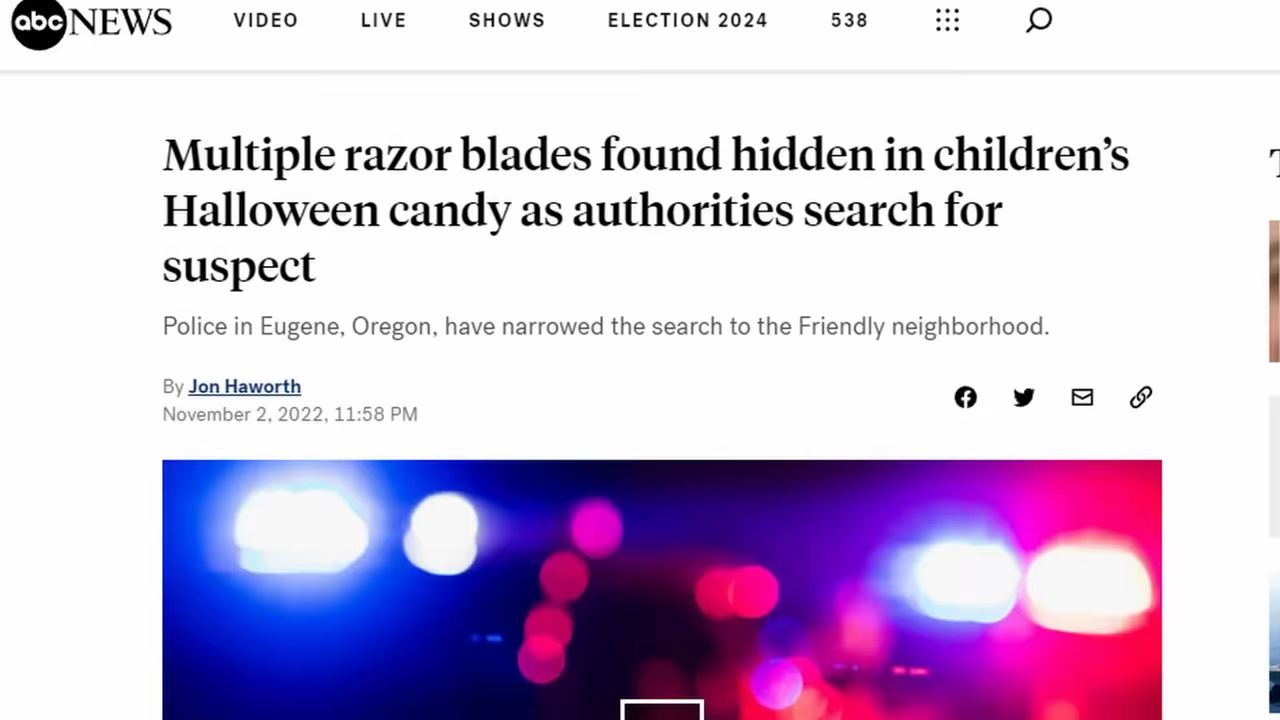 abc NEWS VIDEO LIVE SHOWS ELECTION 2024 538
Multiple razor blades found hidden in children’s
Halloween candy as authorities search for
suspect
Police in Eugene, Oregon, have narrowed the search to the Friendly neighborhood.
By Jon Haworth
November 2, 2022, 11:58 PM